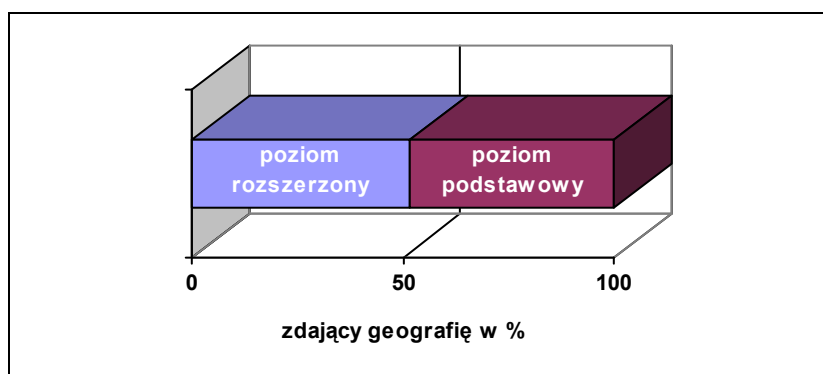 poziom
rozszerzony
poziom
podstawowy
0
50
100
zdający geografię w %